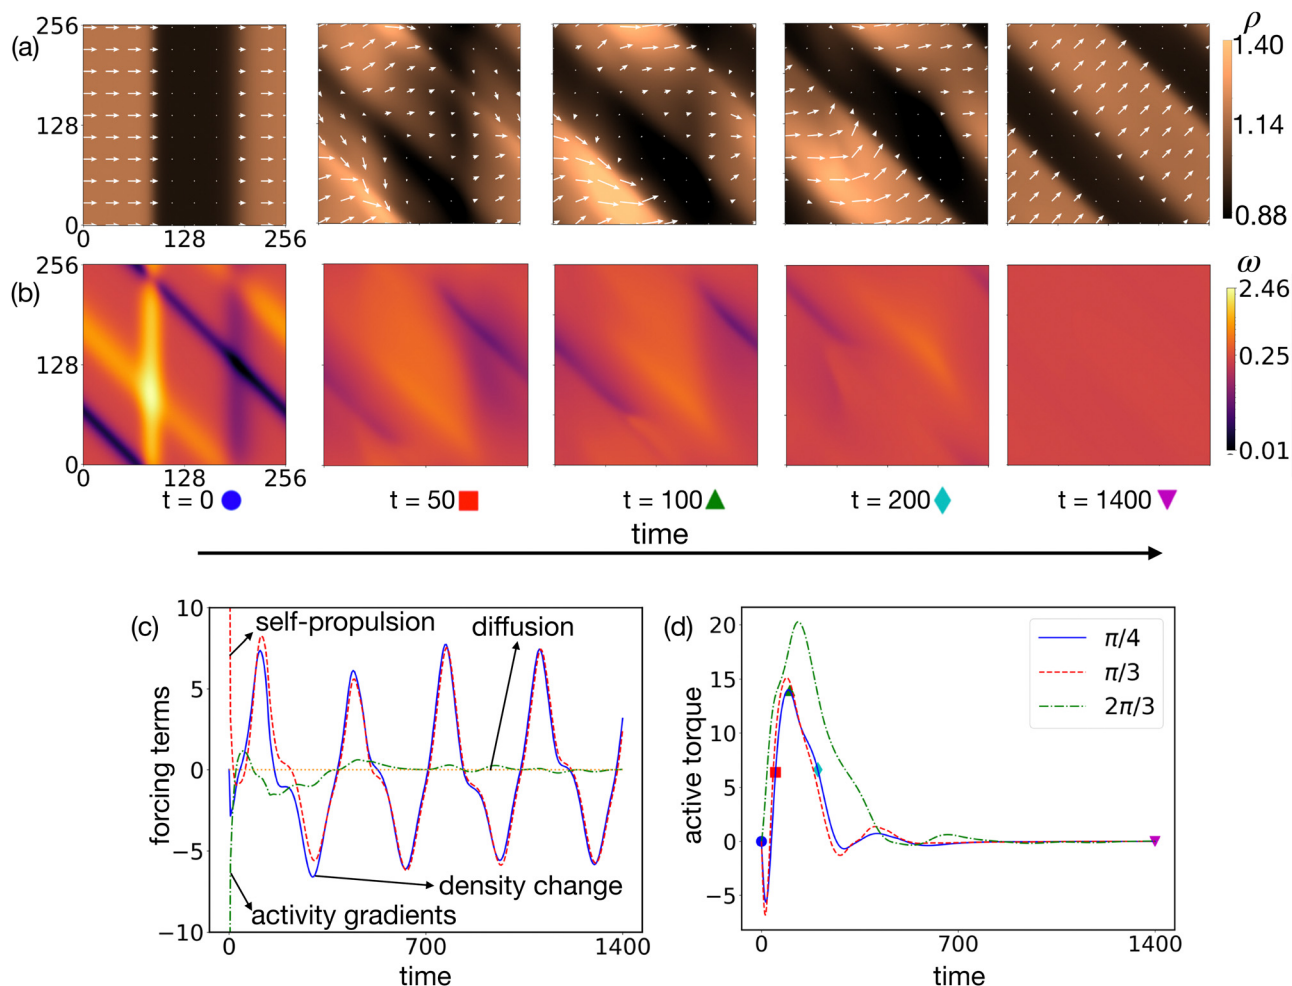 (a)
256
128
0
0 128 256
ρ
1.40
1.14
0.88
(b)
256
128
0
0 128 256
ω
2.46
0.25
0.01
t = 0 t = 50 t = 100 t = 200 t = 1400
time
(c)
10
5
0
−5
−10
forcing terms
self-propulsion
diffusion
density change
activity gradients
0 700 1400
time
(d)
20
15
10
5
0
−5
active torque
π/4
π/3
2π/3
0 700 1400
time